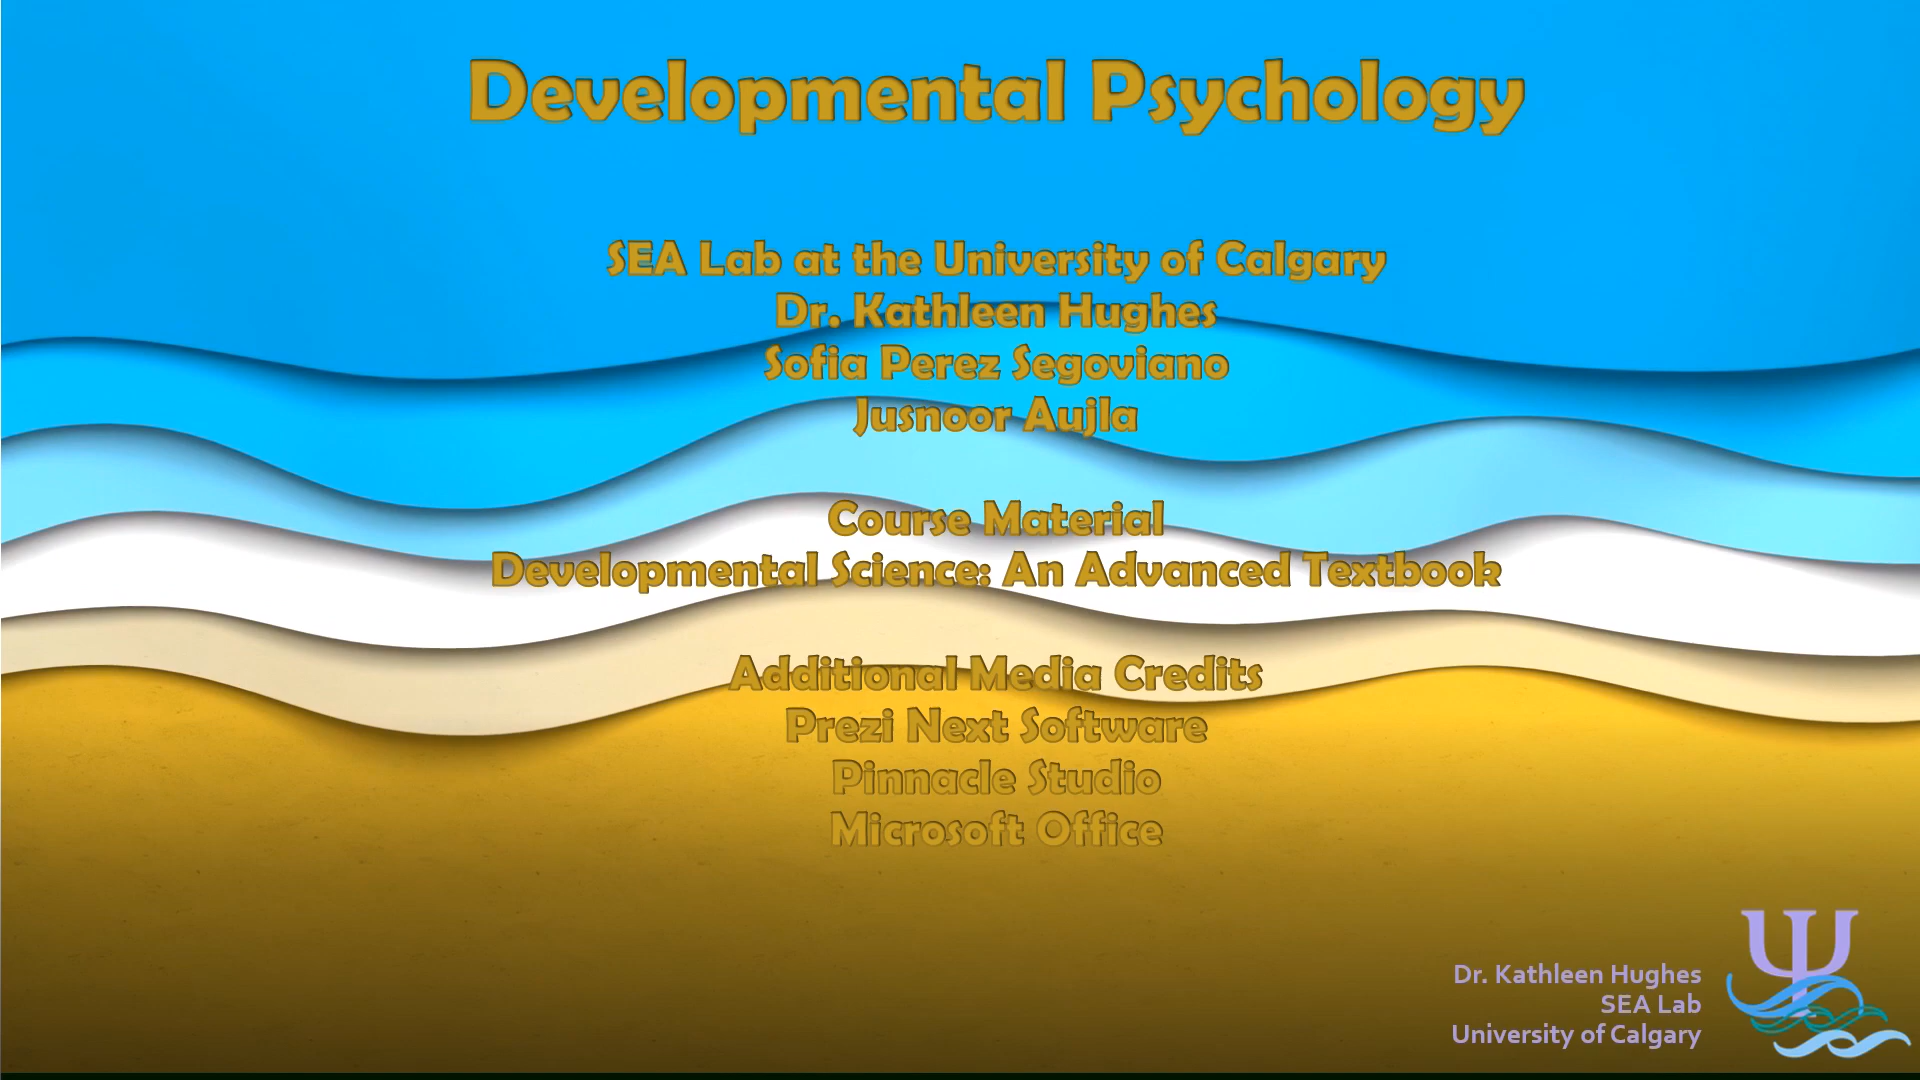 Developmental Psychology
SEA Lab at the University of Calgary
Dr. Kathleen Hughes
Sofia Perez Segoviano
Jusnoor Aujla
Course Material
Developmental Science: An Advanced Textbook
Additional Media Credits
Prezi Next Software
Pinnacle Studio
Microsoft Office
Dr. Kathleen Hughes
SEA Lab
University of Calgary